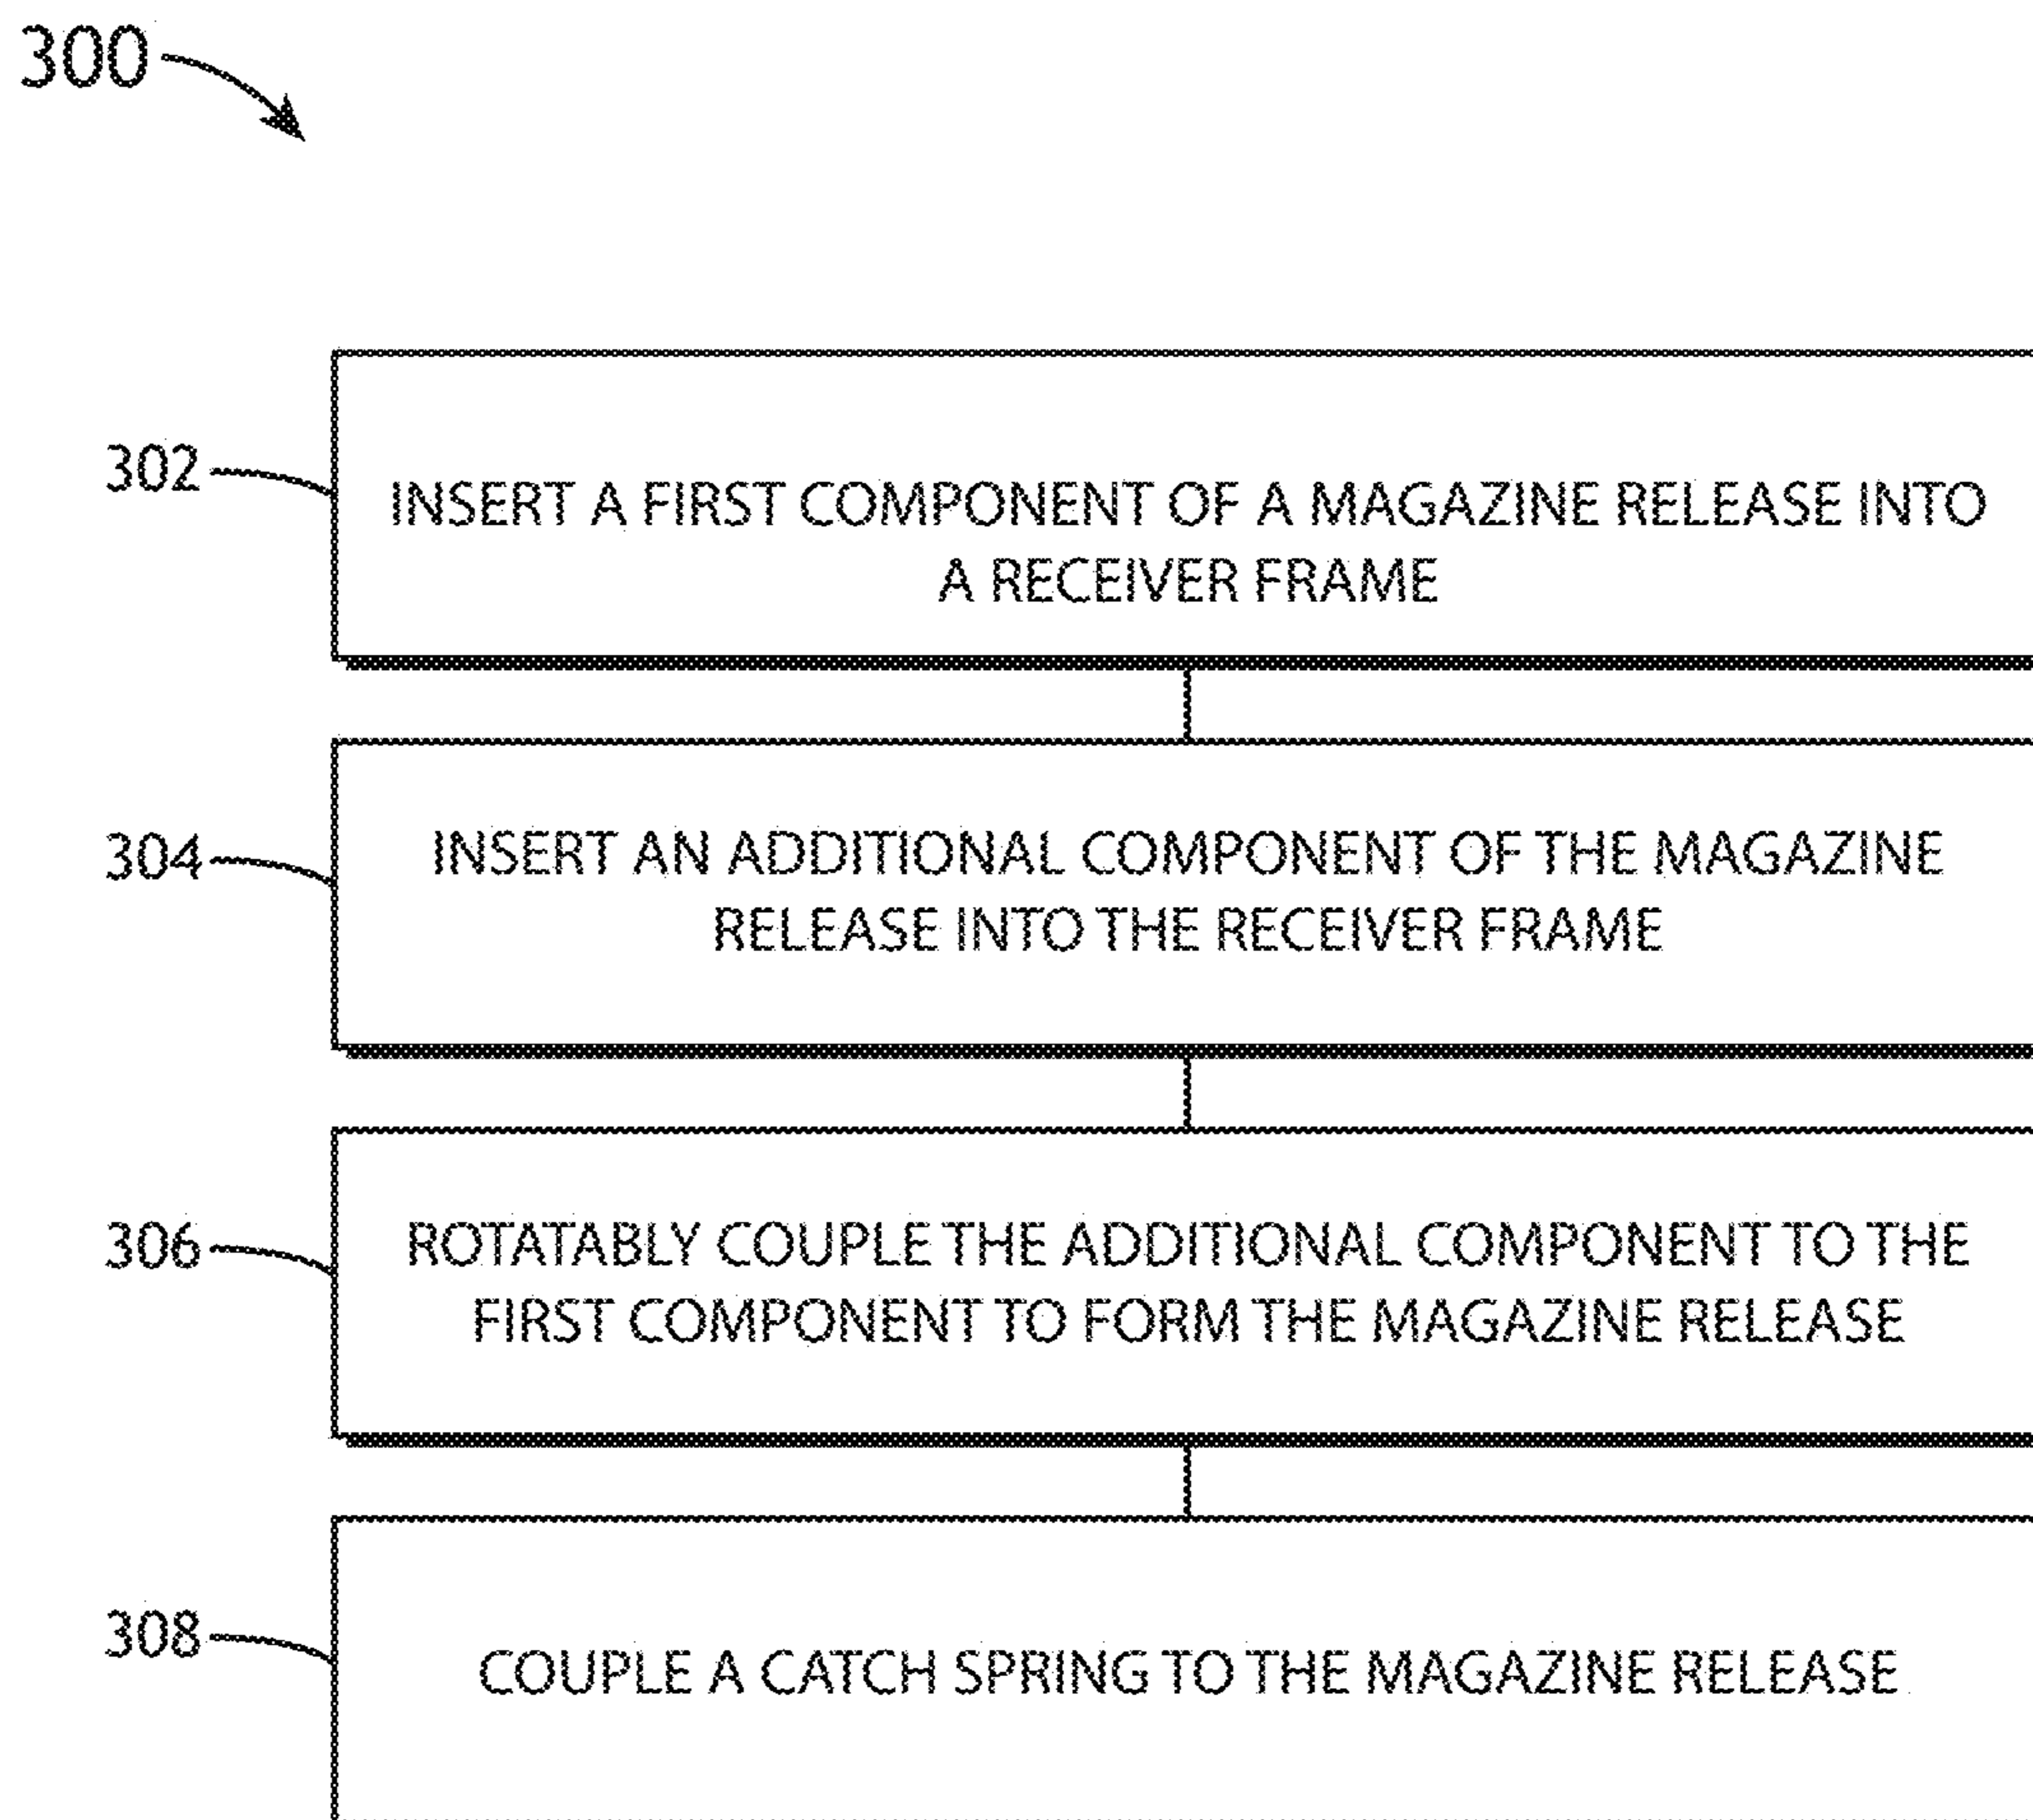 300
302
INSERT A FIRST COMPONENT OF A MAGAZINE RELEASE INTO
A RECEIVER FRAME
304
INSERT AN ADDITIONAL COMPONENT OF THE MAGAZINE
RELEASE INTO THE RECEIVER FRAME
306
ROTATABLY COUPLE THE ADDITIONAL COMPONENT TO THE
FIRST COMPONENT TO FORM THE MAGAZINE RELEASE
308
COUPLE A CATCH SPRING TO THE MAGAZINE RELEASE